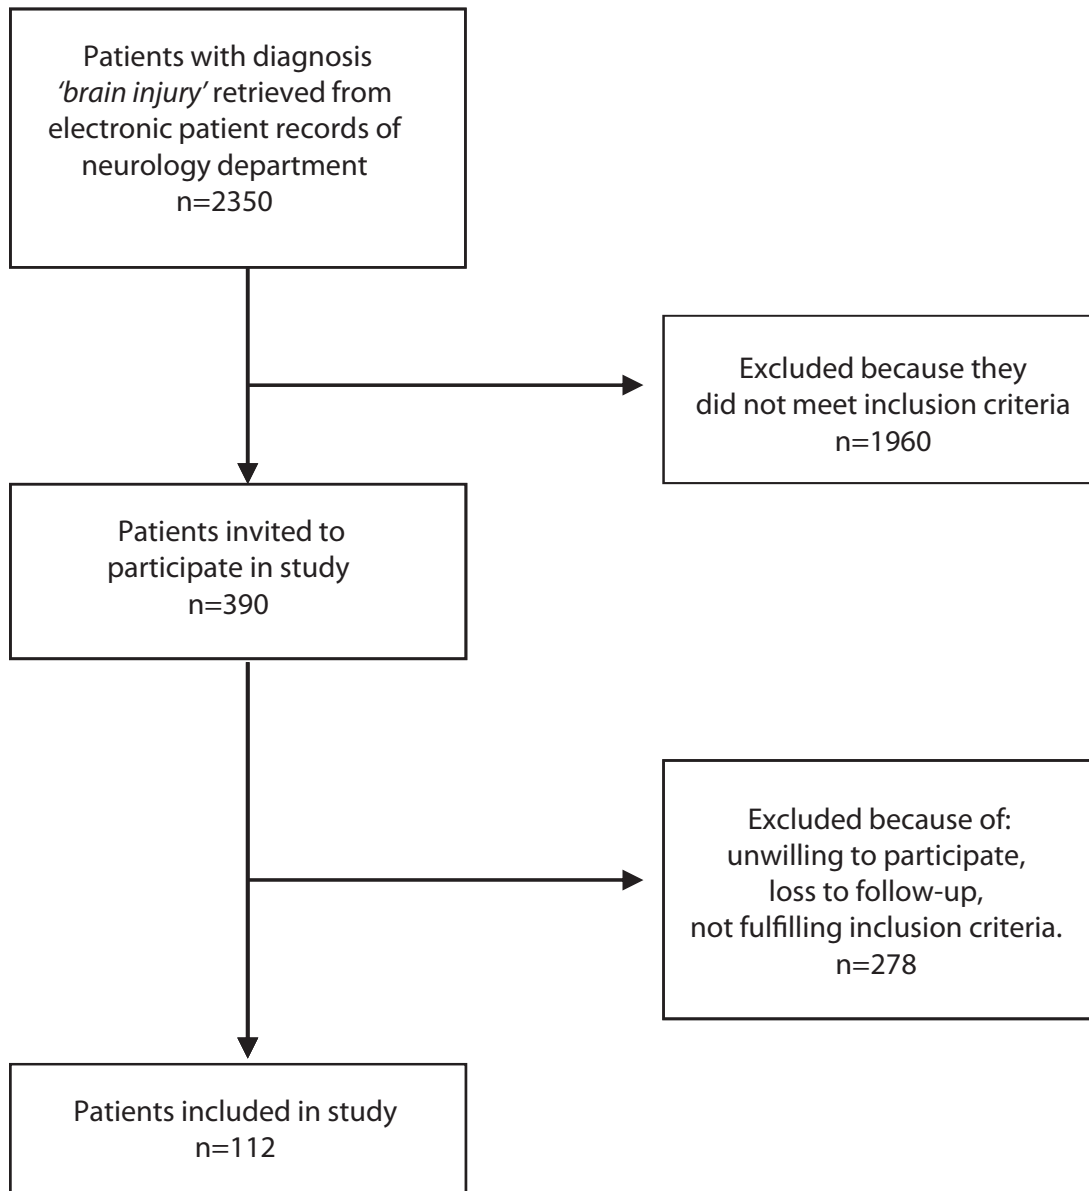 Patients with diagnosis
‘brain injury’ retrieved from
electronic patient records of
neurology department
n=2350
Excluded because they
did not meet inclusion criteria
n=1960
Patients invited to
participate in study
n=390
Excluded because of:
unwilling to participate,
loss to follow-up,
not fulfilling inclusion criteria.
n=278
Patients included in study
n=112